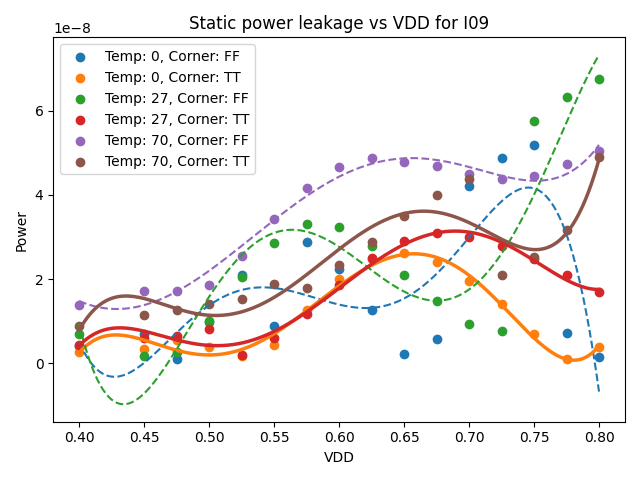 Static power leakage vs VDD for I09
1e−8
Temp: 0, Corner: FF
Temp: 0, Corner: TT
Temp: 27, Corner: FF
Temp: 27, Corner: TT
Temp: 70, Corner: FF
Temp: 70, Corner: TT
6
4
2
0
Power
0.40 0.45 0.50 0.55 0.60 0.65 0.70 0.75 0.80
VDD